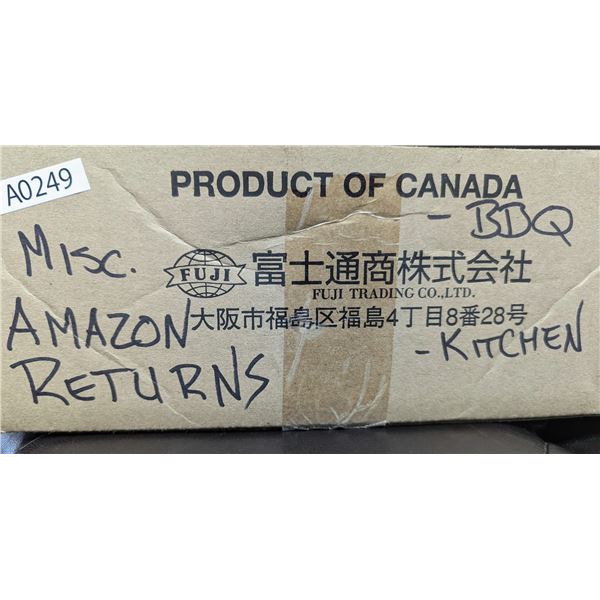 A0249
PRODUCT OF CANADA
- BBQ
MISC.
FUJI
富士通商株式会社
FUJI TRADING CO.,LTD.
AMAZON
大阪市福島区福島4丁目8番28号
- KITCHEN
RETURNS